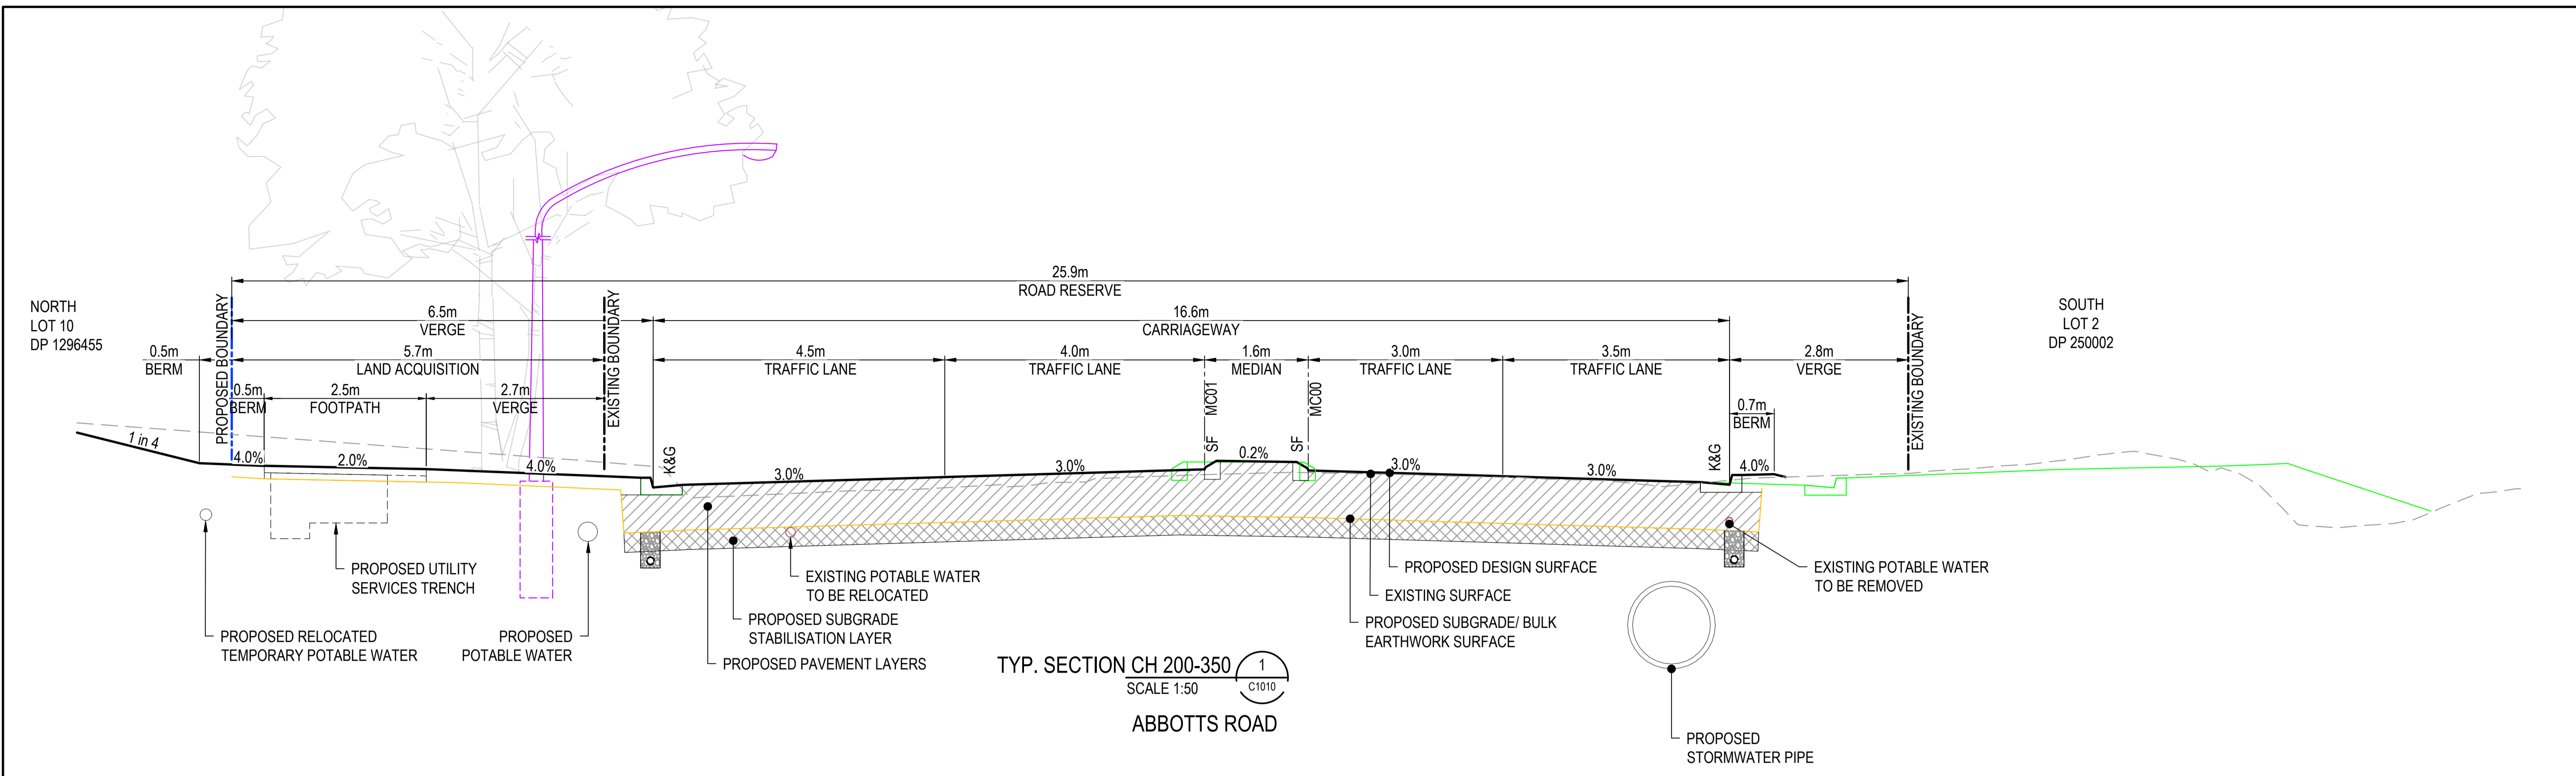 25.9m
ROAD RESERVE
NORTH
LOT 10
DP 1296455
PROPOSED BOUNDARY
6.5m
VERGE
EXISTING BOUNDARY
16.6m
CARRIAGEWAY
EXISTING BOUNDARY
SOUTH
LOT 2
DP 250002
0.5m
BERM
5.7m
LAND ACQUISITION
4.5m
TRAFFIC LANE
4.0m
TRAFFIC LANE
1.6m
MEDIAN
3.0m
TRAFFIC LANE
3.5m
TRAFFIC LANE
2.8m
VERGE
0.5m
BERM
2.5m
FOOTPATH
2.7m
VERGE
MC01
MC00
0.7m
BERM
1 in 4
4.0%
2.0%
4.0%
K&G
3.0%
3.0%
SF
0.2%
SF
3.0%
3.0%
K&G
4.0%
PROPOSED UTILITY
SERVICES TRENCH
EXISTING POTABLE WATER
TO BE RELOCATED
PROPOSED DESIGN SURFACE
EXISTING SURFACE
EXISTING POTABLE WATER
TO BE REMOVED
PROPOSED RELOCATED
TEMPORARY POTABLE WATER
PROPOSED
POTABLE WATER
PROPOSED SUBGRADE
STABILISATION LAYER
PROPOSED SUBGRADE/ BULK
EARTHWORK SURFACE
PROPOSED PAVEMENT LAYERS
TYP. SECTION CH 200-350
1
SCALE 1:50
C1010
ABBOTTS ROAD
PROPOSED
STORMWATER PIPE